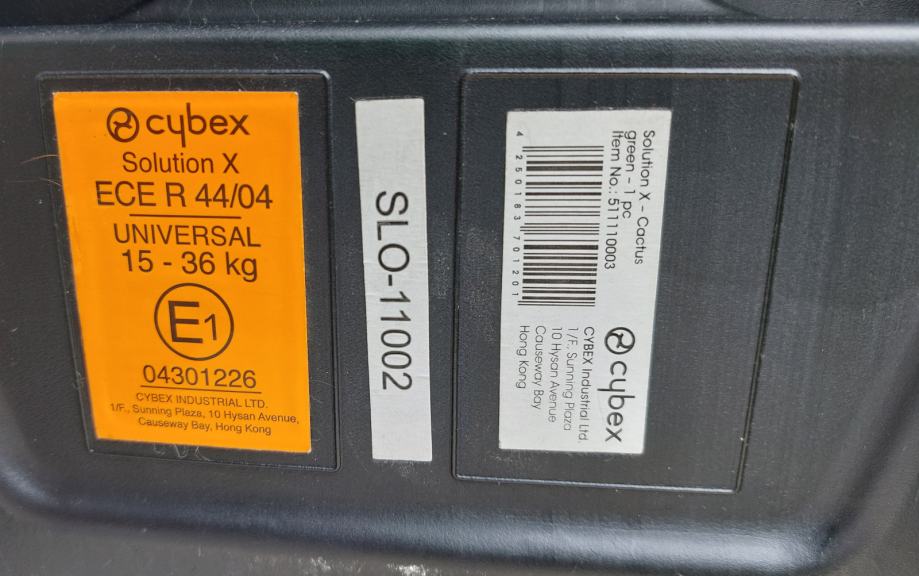 cybex
Solution X
ECE R 44/04
UNIVERSAL
15 - 36 kg
E1
04301226
CYBEX INDUSTRIAL LTD.
1/F., Sunning Plaza, 10 Hysan Avenue,
Causeway Bay, Hong Kong
SLO-11002
Solution X - Cactus
green - 1 pc
Item No.: 511110003
4 250183 701201
cybex
CYBEX Industrial Ltd.
1/F, Sunning Plaza
10 Hysan Avenue
Causeway Bay
Hong Kong